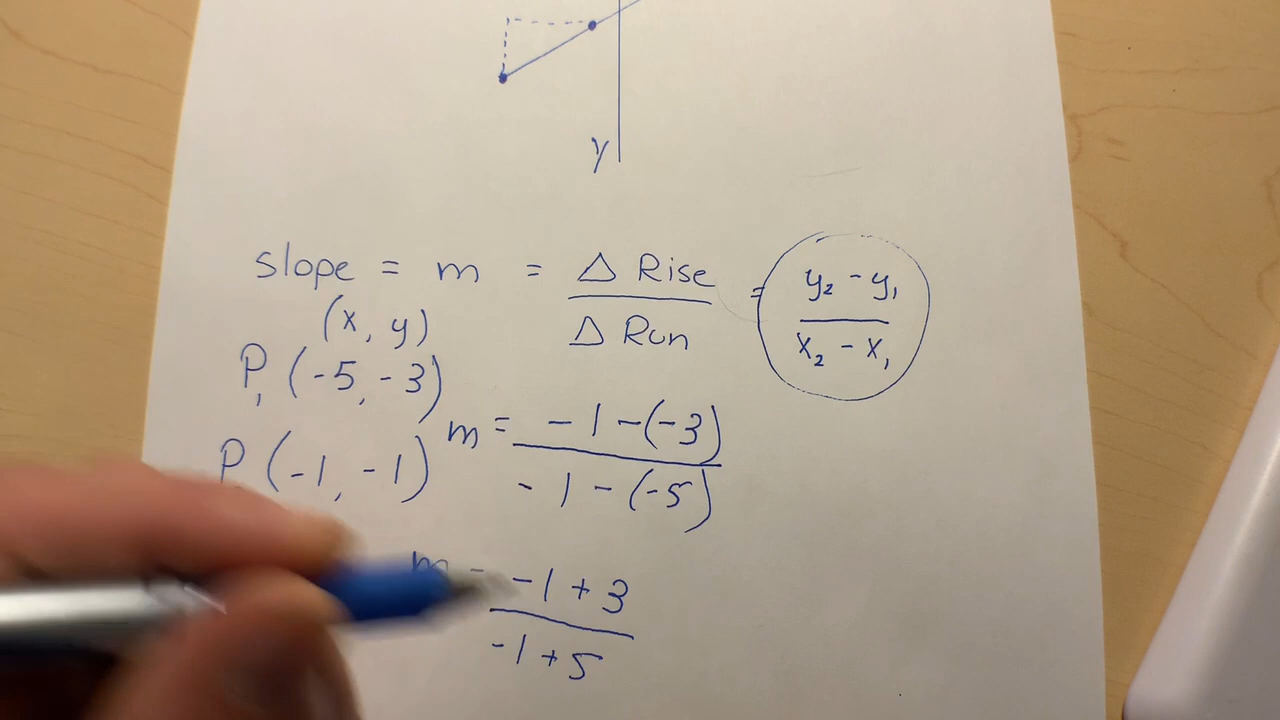 y
slope = m = Δ Rise / Δ Run = y₂ - y₁ / x₂ - x₁
(x, y)
P₁ (-5, -3)
m = -1 -(-3) / -1 -(-5)
P (-1, -1)
m = -1 + 3 / -1 + 5